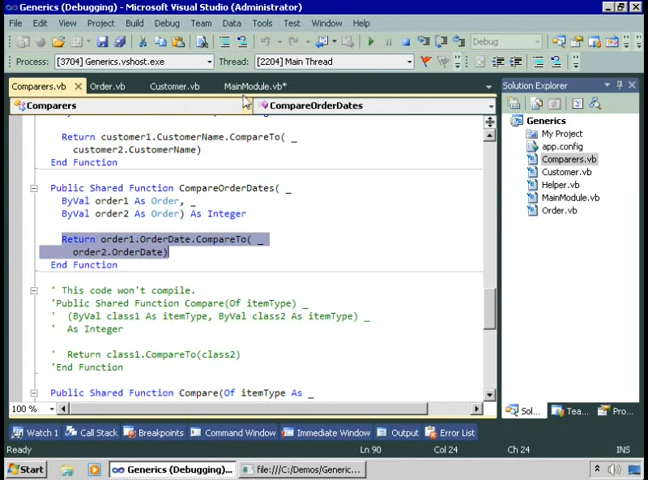 Generics (Debugging) - Microsoft Visual Studio (Administrator)
File Edit View Project Build Debug Team Data Tools Test Window Help
Debug
Process: [3704] Generics.vshost.exe Thread: [2204] Main Thread
Comparers.vb Order.vb Customer.vb MainModule.vb*
Comparers CompareOrderDates
Return customer1.CustomerName.CompareTo( _
customer2.CustomerName)
End Function
Public Shared Function CompareOrderDates( _
ByVal order1 As Order, _
ByVal order2 As Order) As Integer
Return order1.OrderDate.CompareTo( _
order2.OrderDate)
End Function
' This code won't compile.
'Public Shared Function Compare(Of itemType) _
'  (ByVal class1 As itemType, ByVal class2 As itemType) _
'  As Integer
'  Return class1.CompareTo(class2)
'End Function
Public Shared Function Compare(Of itemType As _
100 %
Solution Explorer
Generics
My Project
app.config
Comparers.vb
Customer.vb
Helper.vb
MainModule.vb
Order.vb
Sol... Tea... Pro...
Watch 1 Call Stack Breakpoints Command Window Immediate Window Output Error List
Ready Ln 90 Col 24 Ch 24 INS
Start Generics (Debugging)... file:///C:/Demos/Generic...